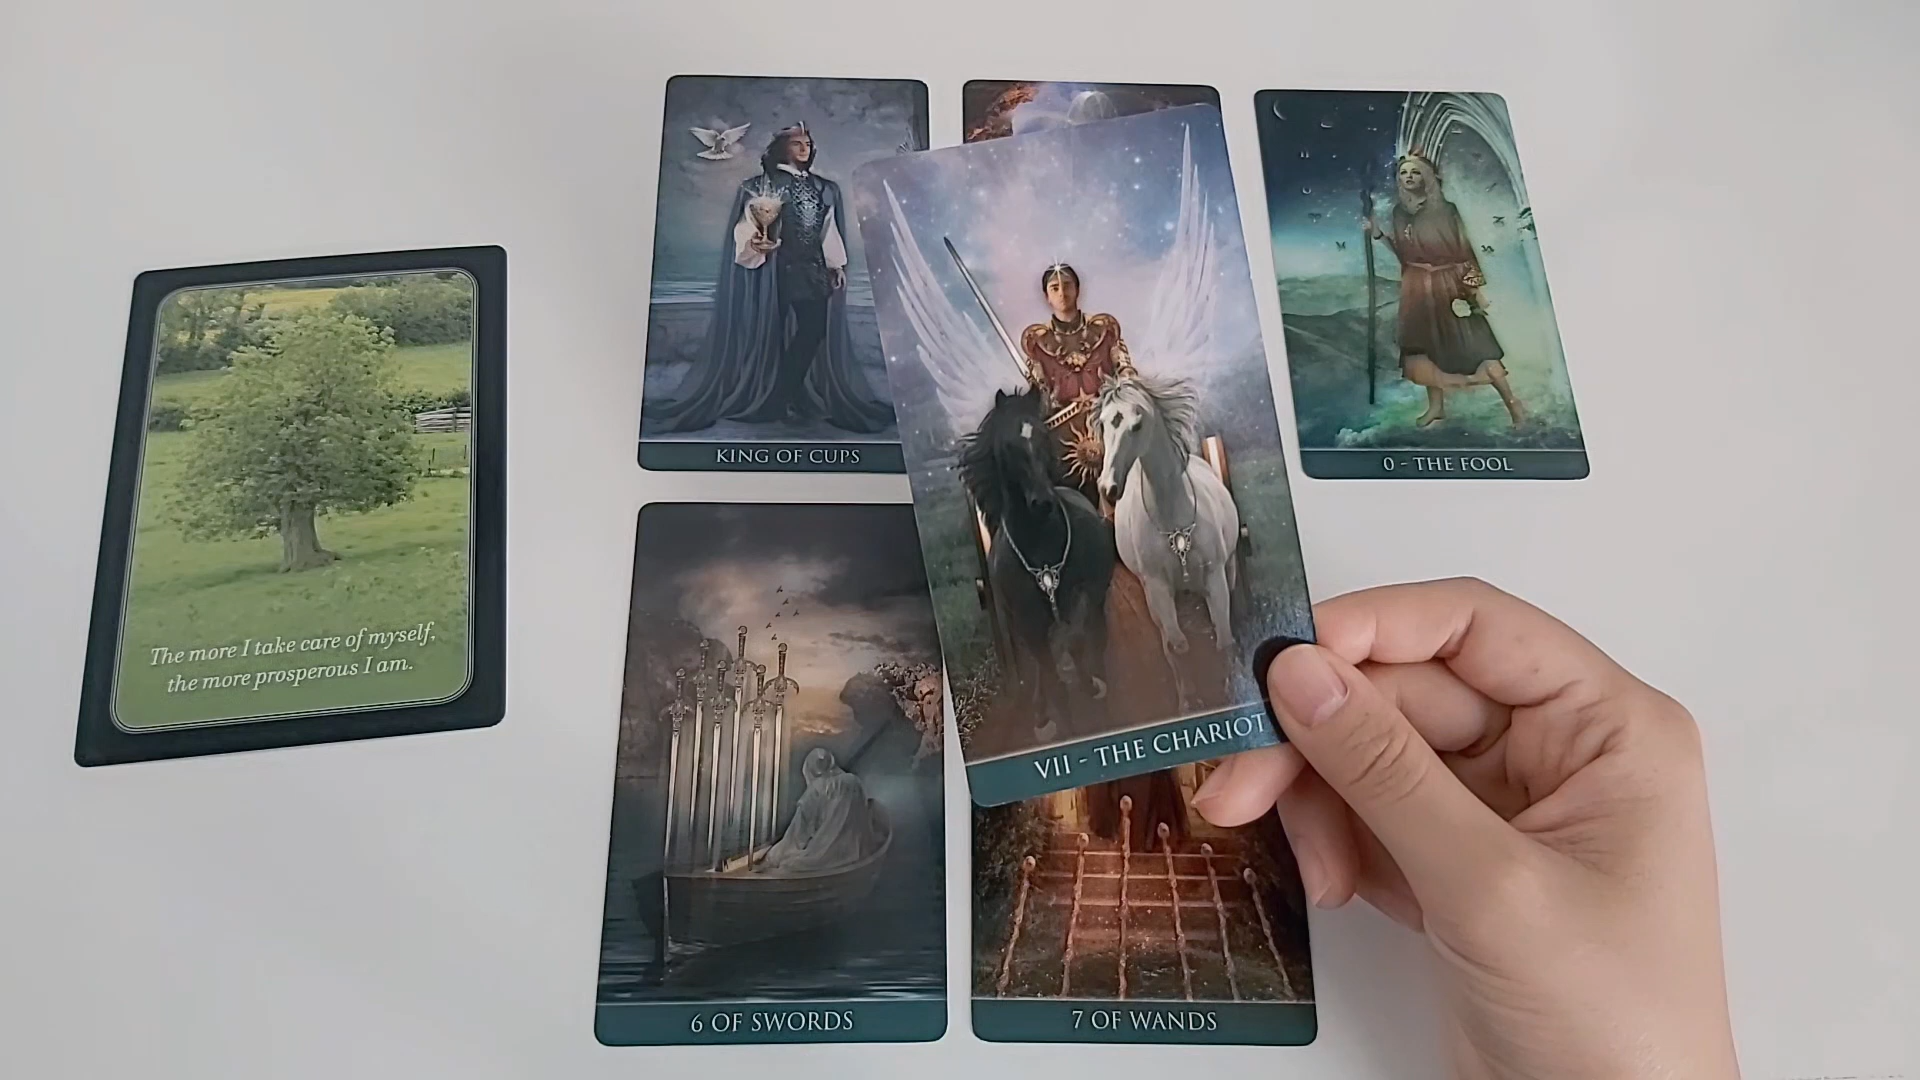 The more I take care of myself,
the more prosperous I am.
KING OF CUPS
VII - THE CHARIOT
0 - THE FOOL
6 OF SWORDS
7 OF WANDS